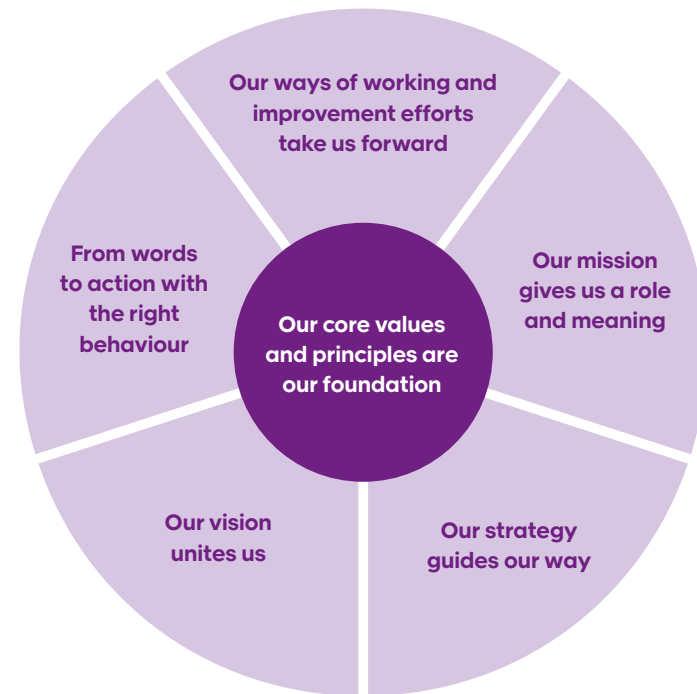 Our ways of working and
improvement efforts
take us forward
From words
to action with
the right
behaviour
Our mission
gives us a role
and meaning
Our core values
and principles are
our foundation
Our vision
unites us
Our strategy
guides our way